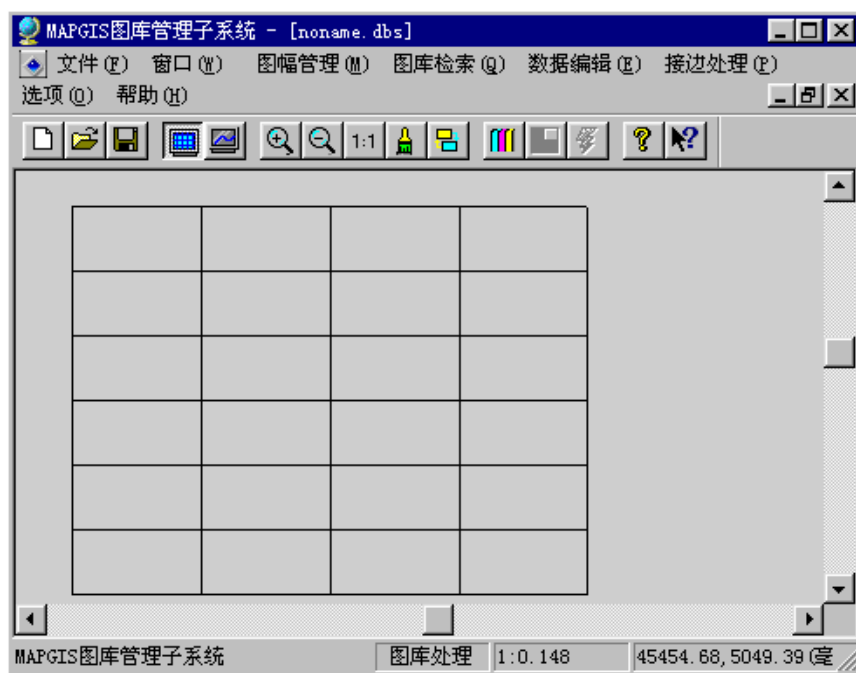 MAPGIS图库管理子系统 - [noname.dbs]
文件(F) 窗口(W) 图幅管理(M) 图库检索(Q) 数据编辑(E) 接边处理(P)
选项(O) 帮助(H)
1:1
MAPGIS图库管理子系统 图库处理 1:0.148 45454.68,5049.39(毫